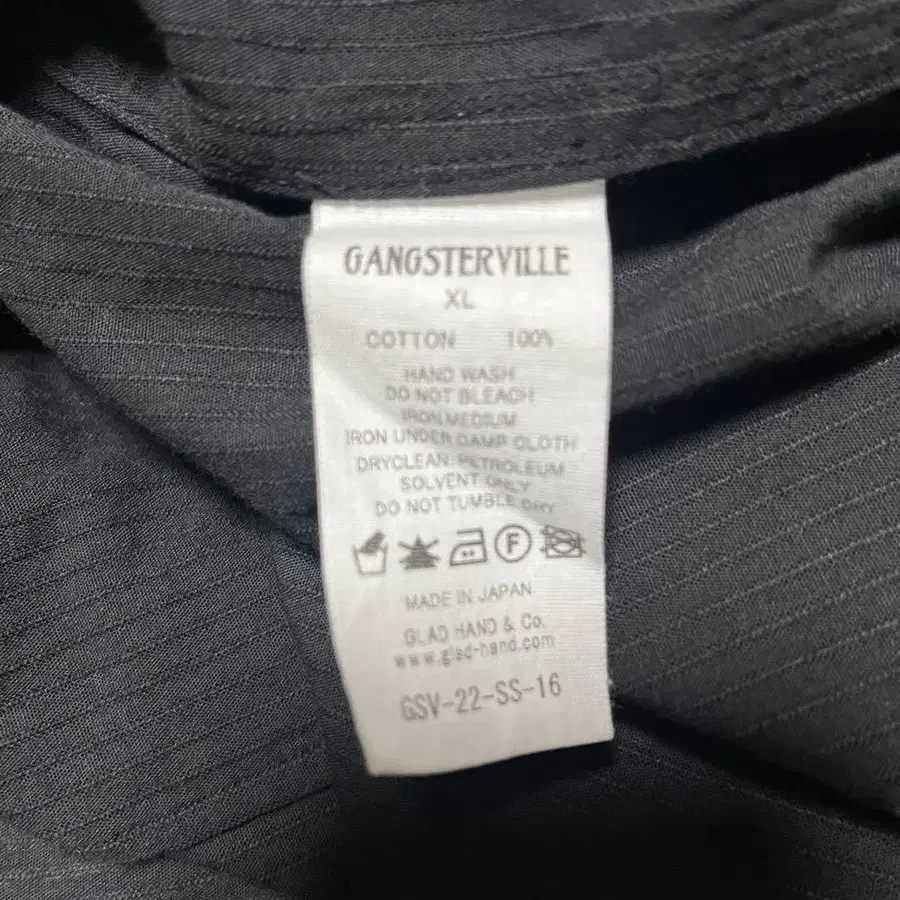 GANGSTERVILLE
XL
COTTON 100%
HAND WASH
DO NOT BLEACH
IRON MEDIUM
IRON UNDER DAMP CLOTH
DRYCLEAN-PETROLEUM
SOLVENT ONLY
DO NOT TUMBLE DRY
F
MADE IN JAPAN
GLAD HAND & Co.
www.glad-hand.com
GSV-22-SS-16